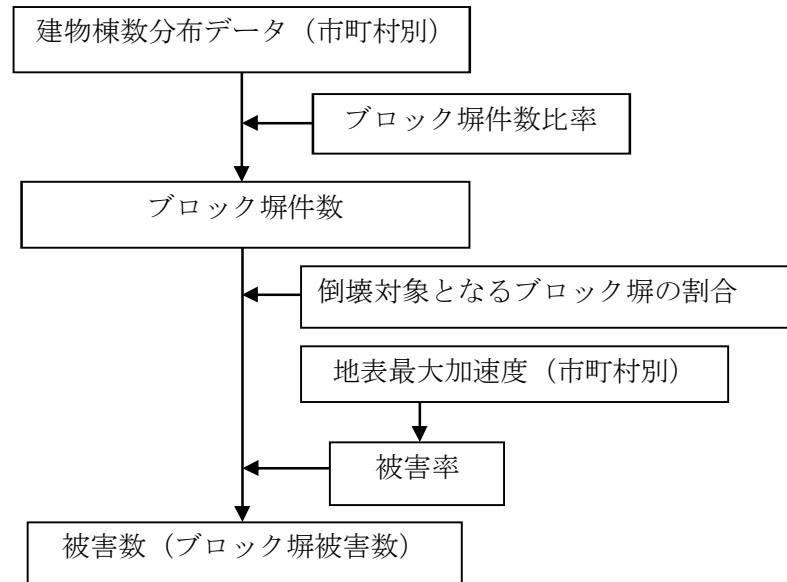 建物棟数分布データ（市町村別）
ブロック塀件数比率
ブロック塀件数
倒壊対象となるブロック塀の割合
地表最大加速度（市町村別）
被害率
被害数（ブロック塀被害数）